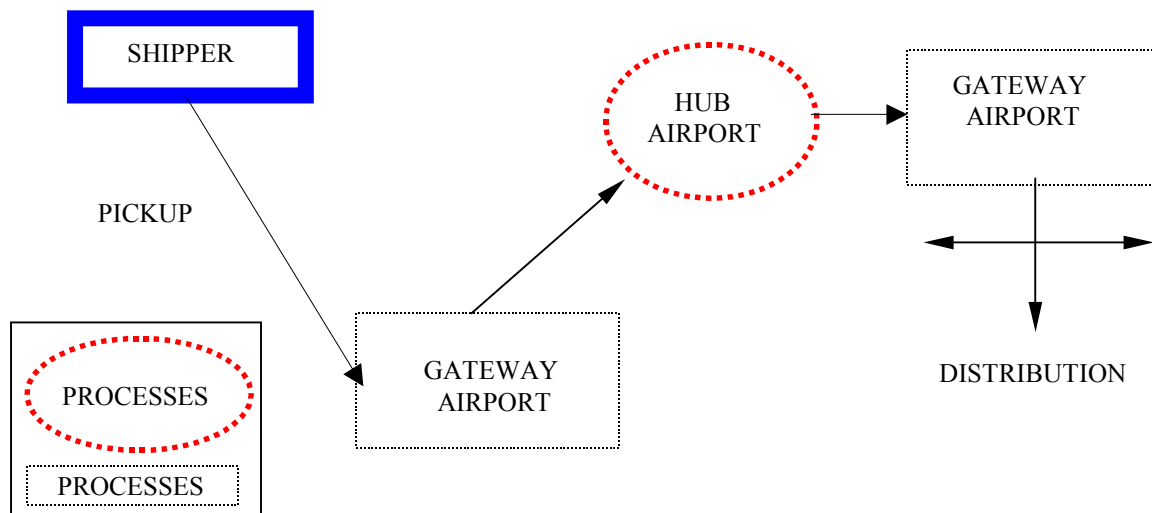 SHIPPER
HUB
AIRPORT
GATEWAY
AIRPORT
PICKUP
GATEWAY
AIRPORT
DISTRIBUTION
PROCESSES
PROCESSES